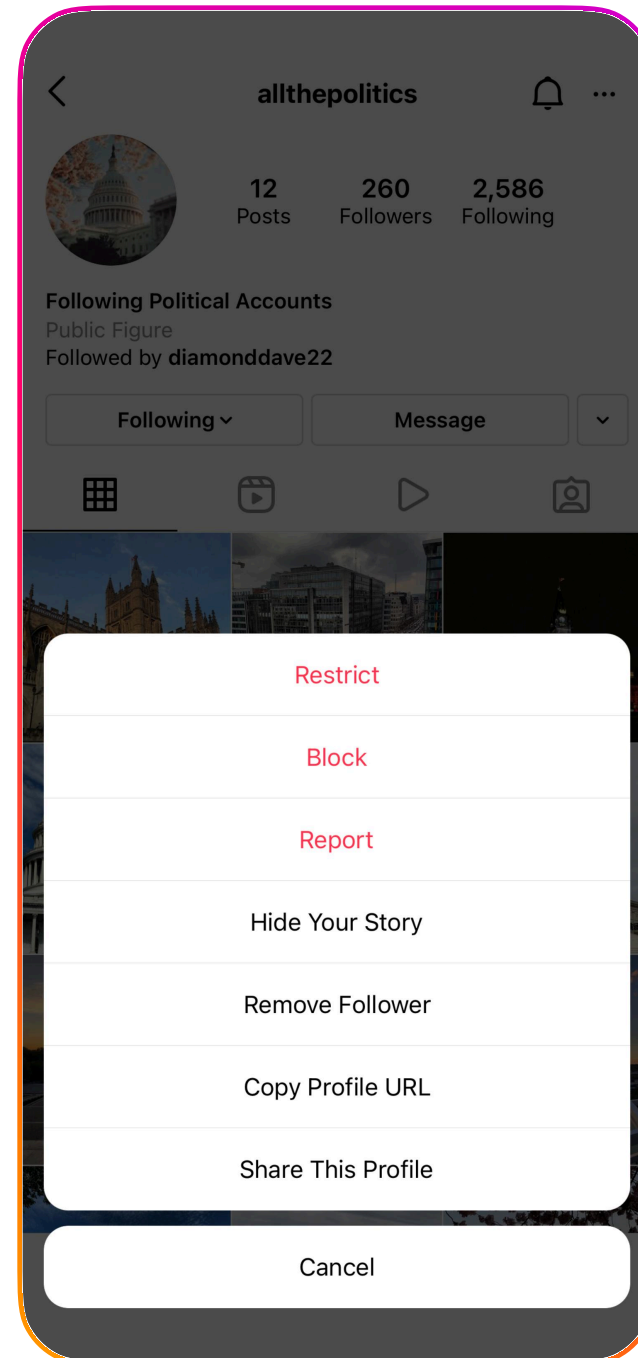 allthepolitics
12 260 2,586
Posts Followers Following
Following Political Accounts
Public Figure
Followed by diamonddave22
Following Message
Restrict
Block
Report
Hide Your Story
Remove Follower
Copy Profile URL
Share This Profile
Cancel